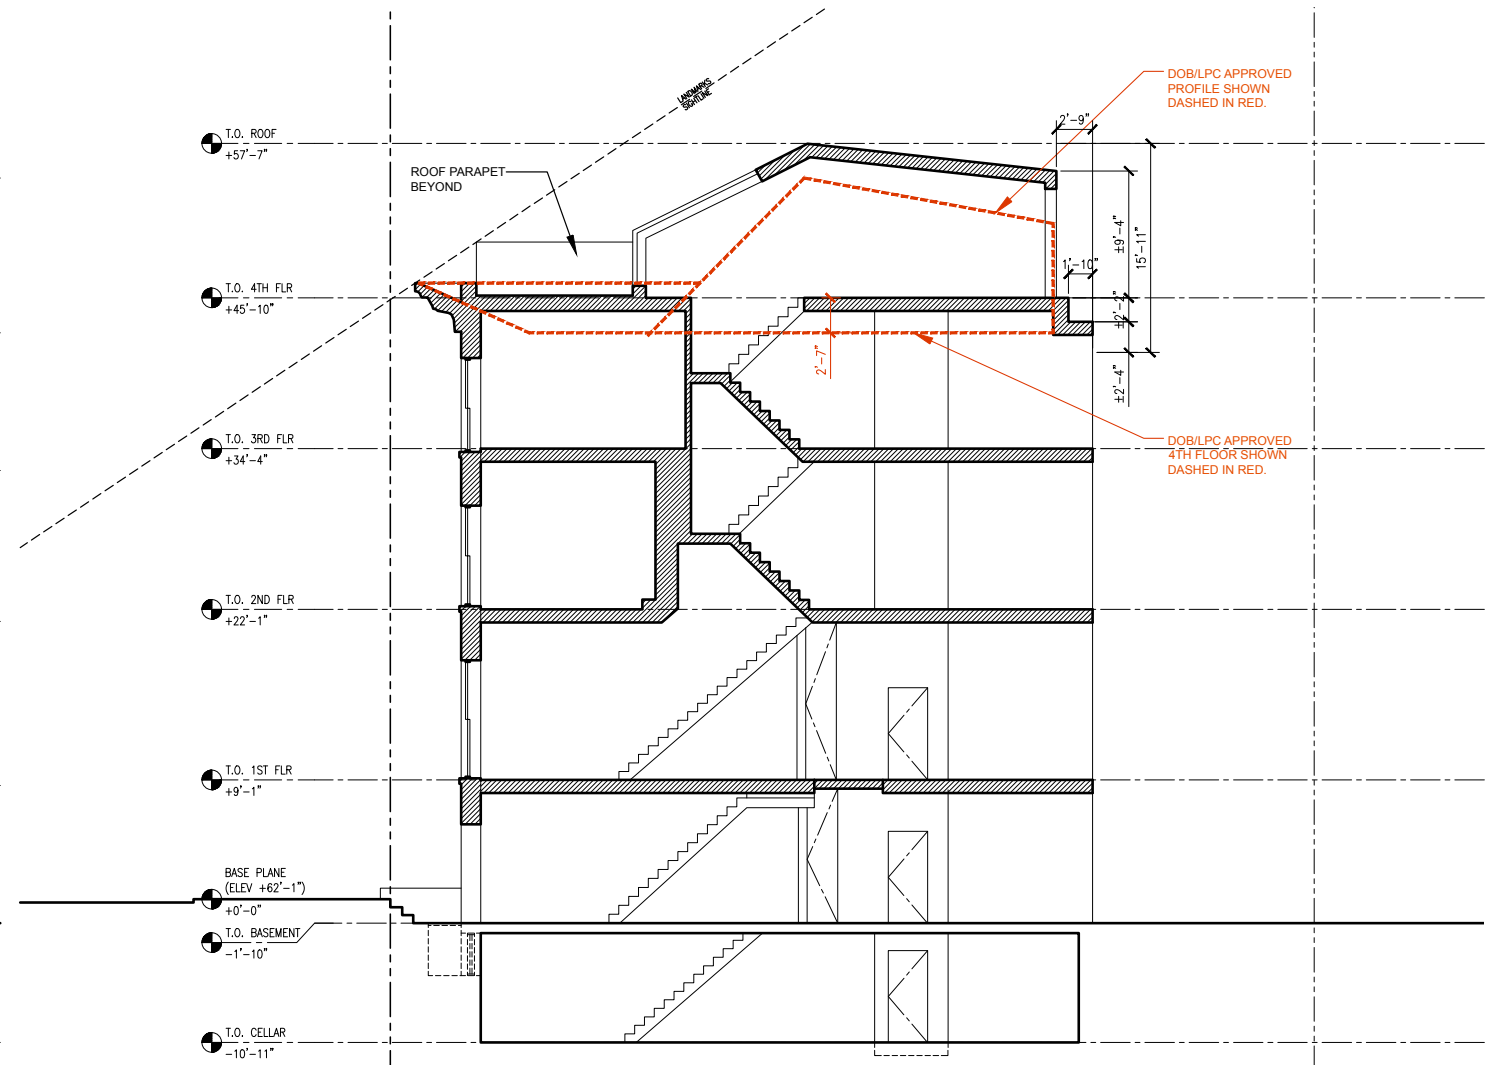 LANDMARKS
SIGHTLINE
DOB/LPC APPROVED
PROFILE SHOWN
DASHED IN RED.
2'-9"
T.O. ROOF
+57'-7"
ROOF PARAPET
BEYOND
±9'-4"
15'-11"
1'-10"
T.O. 4TH FLR
+45'-10"
±2'-2"
2'-7"
±2'-4"
T.O. 3RD FLR
+34'-4"
DOB/LPC APPROVED
4TH FLOOR SHOWN
DASHED IN RED.
T.O. 2ND FLR
+22'-1"
T.O. 1ST FLR
+9'-1"
BASE PLANE
(ELEV +62'-1")
+0'-0"
T.O. BASEMENT
-1'-10"
T.O. CELLAR
-10'-11"